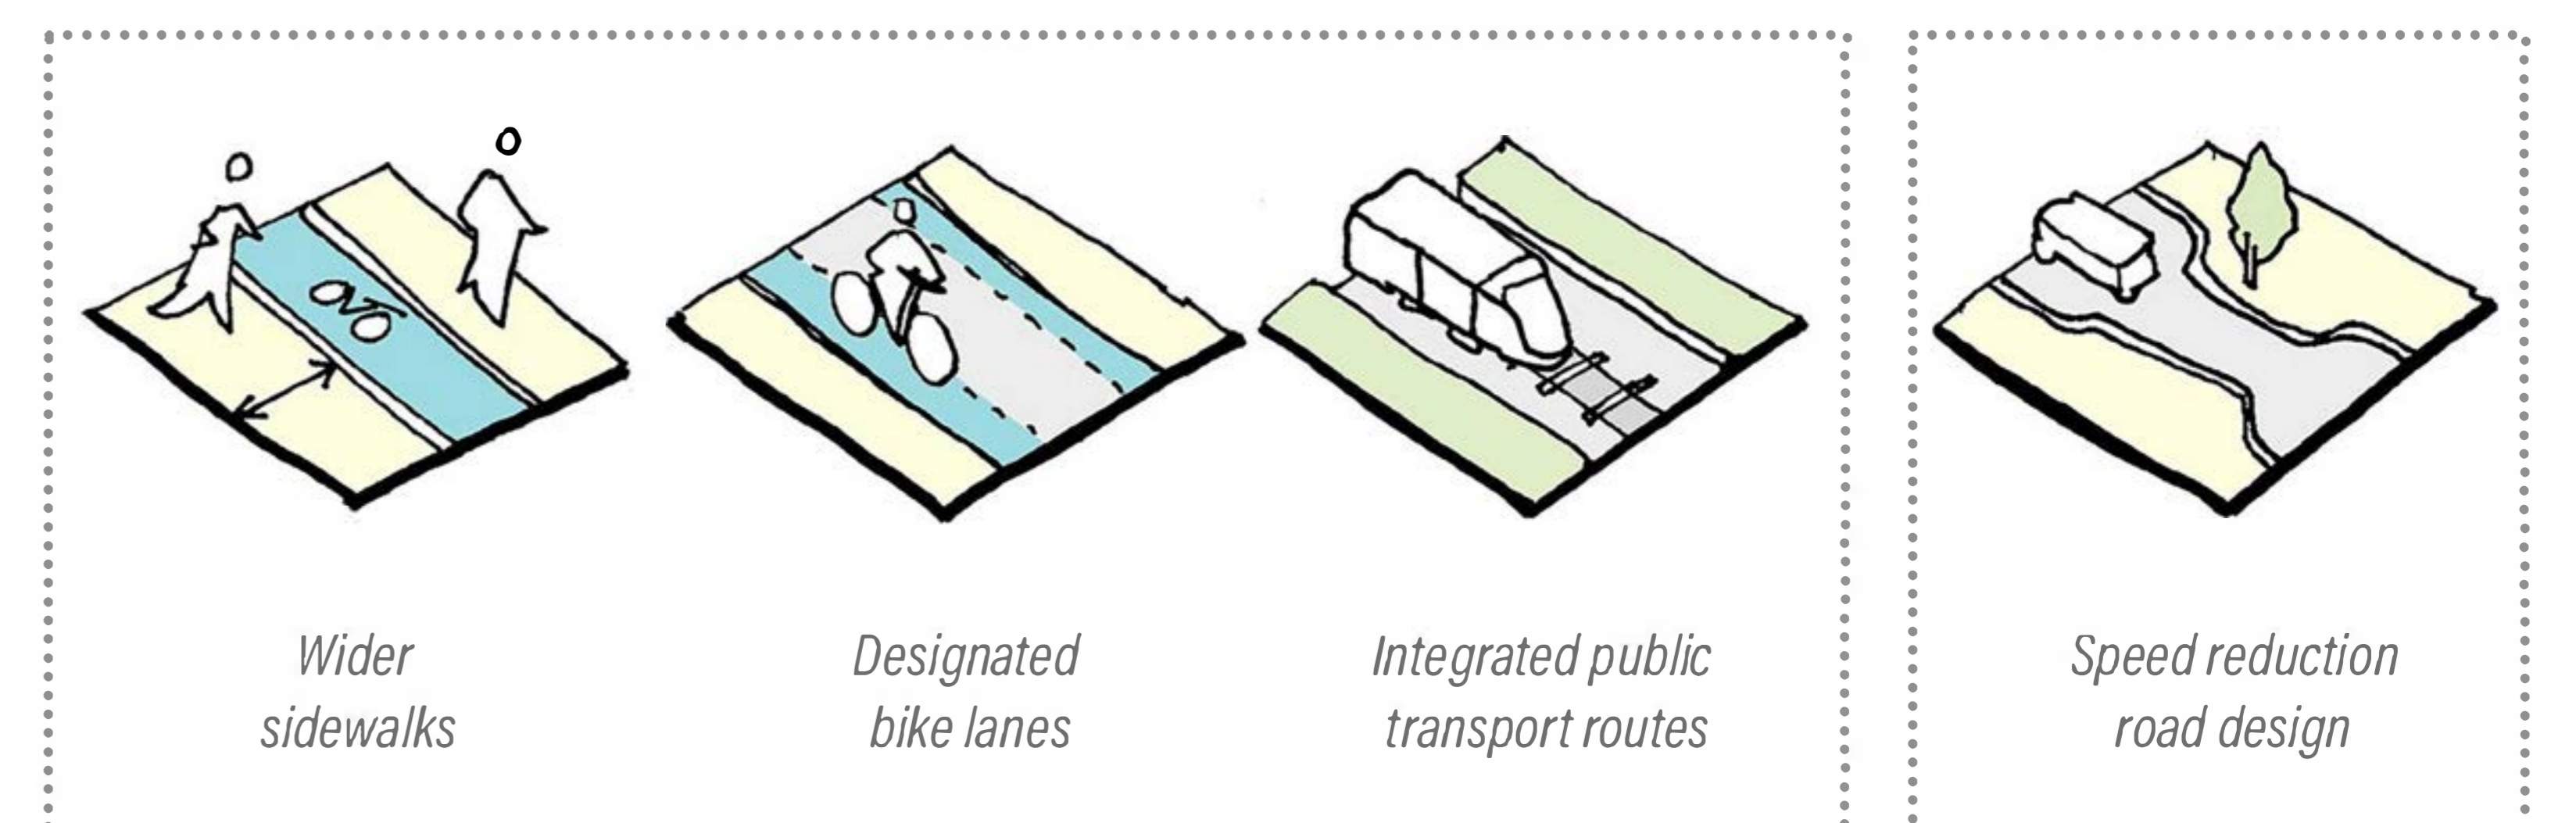 Wider
sidewalks
Designated
bike lanes
Integrated public
transport routes
Speed reduction
road design